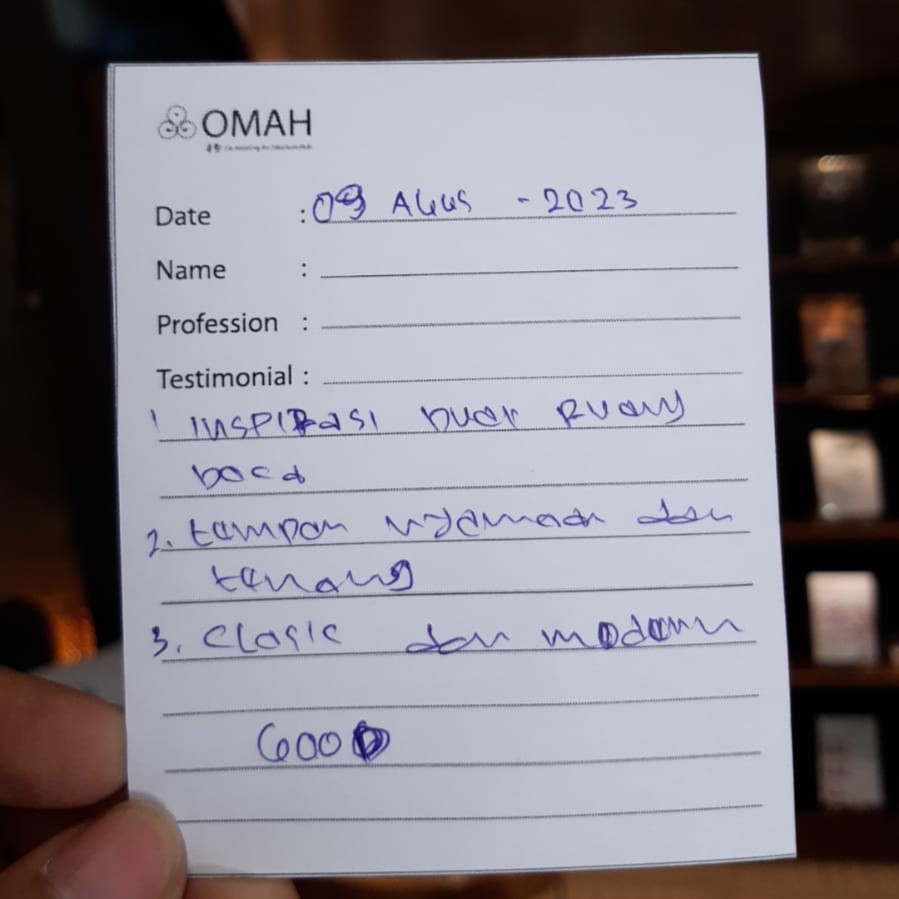 OMAH
Date : 09 AGUS - 2023
Name :
Profession :
Testimonial :
1 INSPIRASI buat Ruang
baca
2. tempat nyaman dan
tenang
3. Clasic dan modern
GOOD